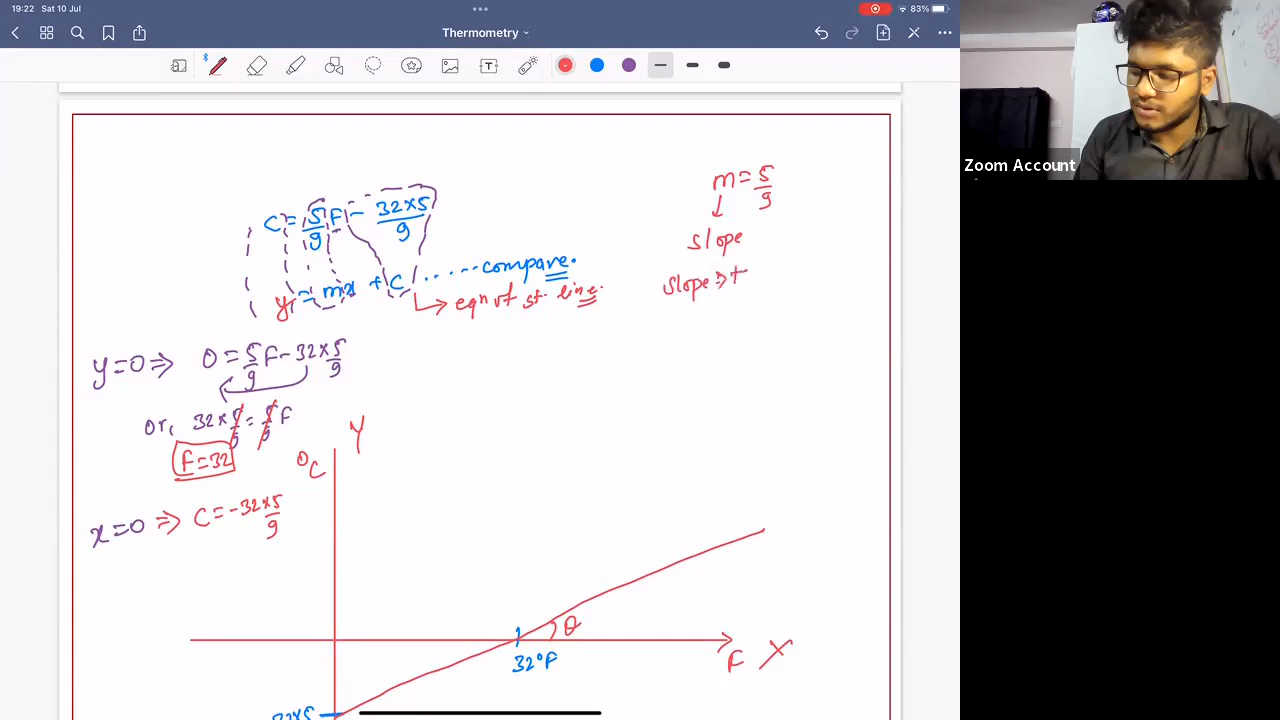 19:22 Sat 10 Jul
83%
Thermometry
T
Zoom Account
C = 5/9 F - 32×5/9
y = mx + C ...... compare.
→ eqn of st. line.
m = 5/9
↓
slope
slope ⇒ +
y=0 ⇒ 0 = 5/9 F - 32×5/9
or, 32×5/9 = 5/9 F
F=32
x=0 ⇒ C = -32×5/9
°C
Y
θ
32°F
F X
32×5